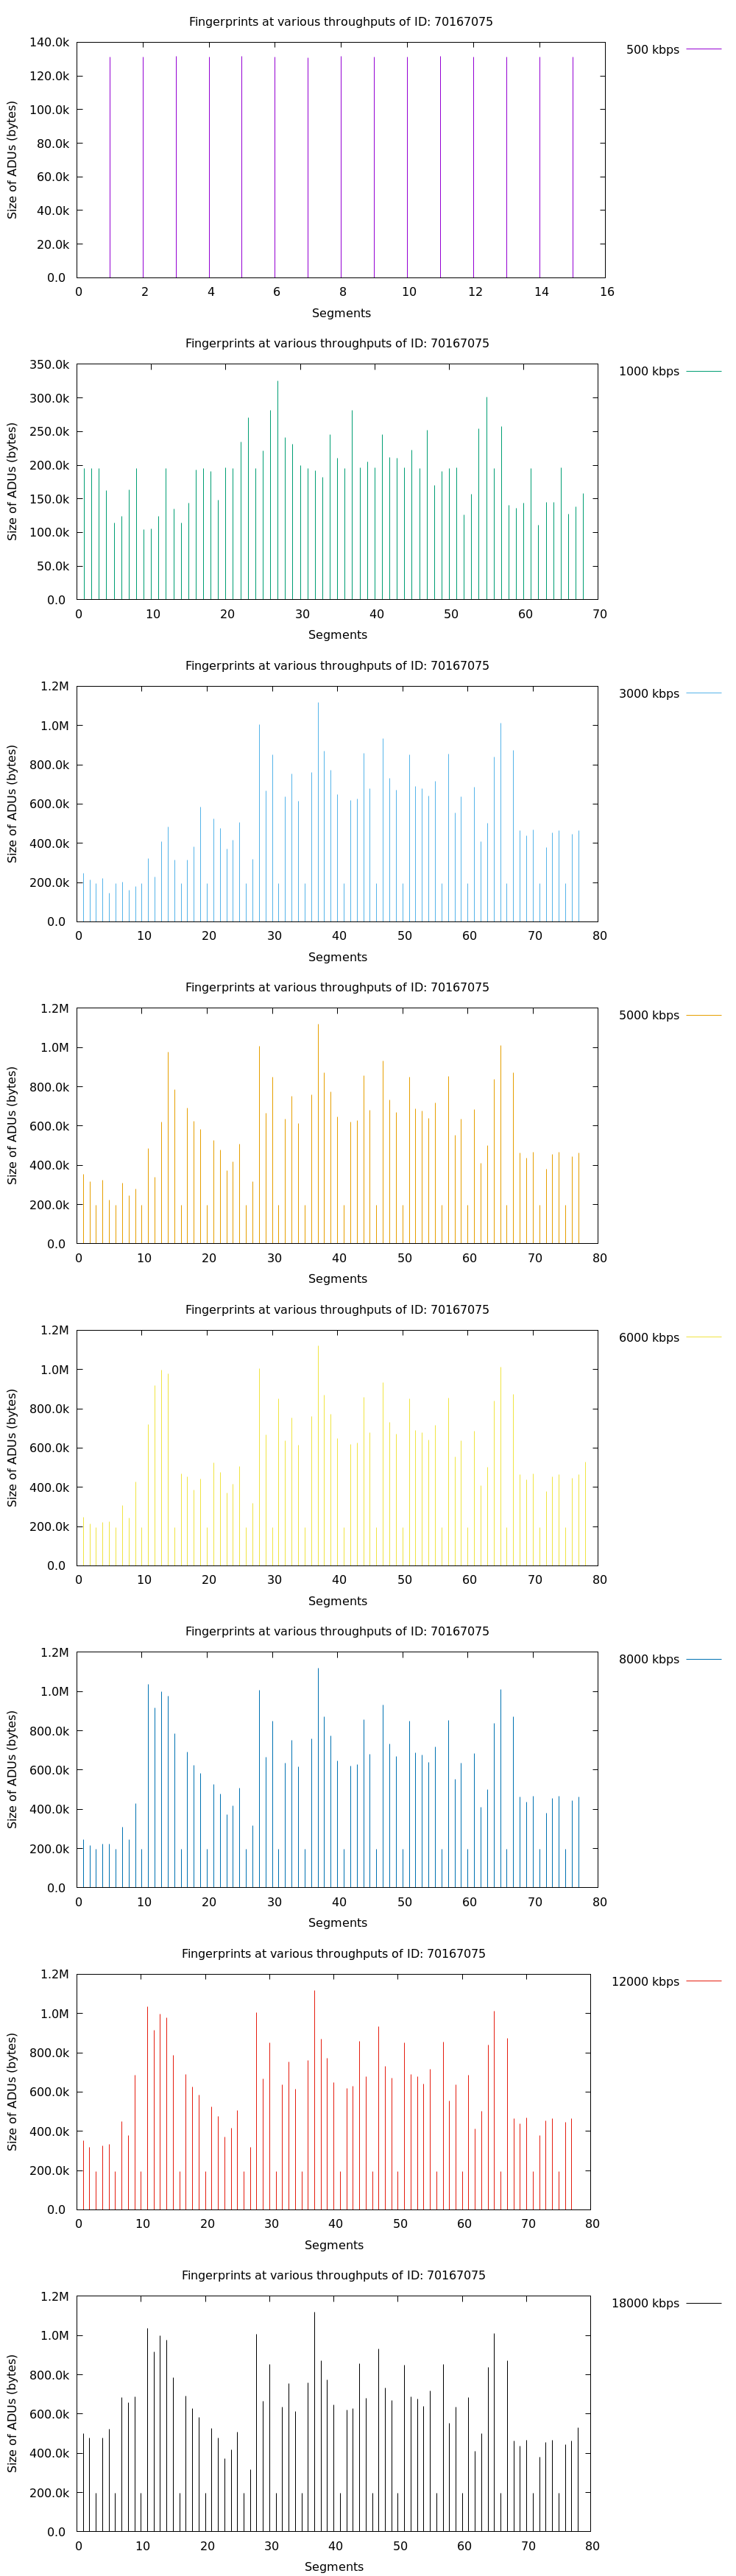 Fingerprints at various throughputs of ID: 70167075
500 kbps
140.0k
120.0k
100.0k
80.0k
60.0k
40.0k
20.0k
0.0
Size of ADUs (bytes)
0 2 4 6 8 10 12 14 16
Segments
Fingerprints at various throughputs of ID: 70167075
1000 kbps
350.0k
300.0k
250.0k
200.0k
150.0k
100.0k
50.0k
0.0
Size of ADUs (bytes)
0 10 20 30 40 50 60 70
Segments
Fingerprints at various throughputs of ID: 70167075
3000 kbps
1.2M
1.0M
800.0k
600.0k
400.0k
200.0k
0.0
Size of ADUs (bytes)
0 10 20 30 40 50 60 70 80
Segments
Fingerprints at various throughputs of ID: 70167075
5000 kbps
1.2M
1.0M
800.0k
600.0k
400.0k
200.0k
0.0
Size of ADUs (bytes)
0 10 20 30 40 50 60 70 80
Segments
Fingerprints at various throughputs of ID: 70167075
6000 kbps
1.2M
1.0M
800.0k
600.0k
400.0k
200.0k
0.0
Size of ADUs (bytes)
0 10 20 30 40 50 60 70 80
Segments
Fingerprints at various throughputs of ID: 70167075
8000 kbps
1.2M
1.0M
800.0k
600.0k
400.0k
200.0k
0.0
Size of ADUs (bytes)
0 10 20 30 40 50 60 70 80
Segments
Fingerprints at various throughputs of ID: 70167075
12000 kbps
1.2M
1.0M
800.0k
600.0k
400.0k
200.0k
0.0
Size of ADUs (bytes)
0 10 20 30 40 50 60 70 80
Segments
Fingerprints at various throughputs of ID: 70167075
18000 kbps
1.2M
1.0M
800.0k
600.0k
400.0k
200.0k
0.0
Size of ADUs (bytes)
0 10 20 30 40 50 60 70 80
Segments